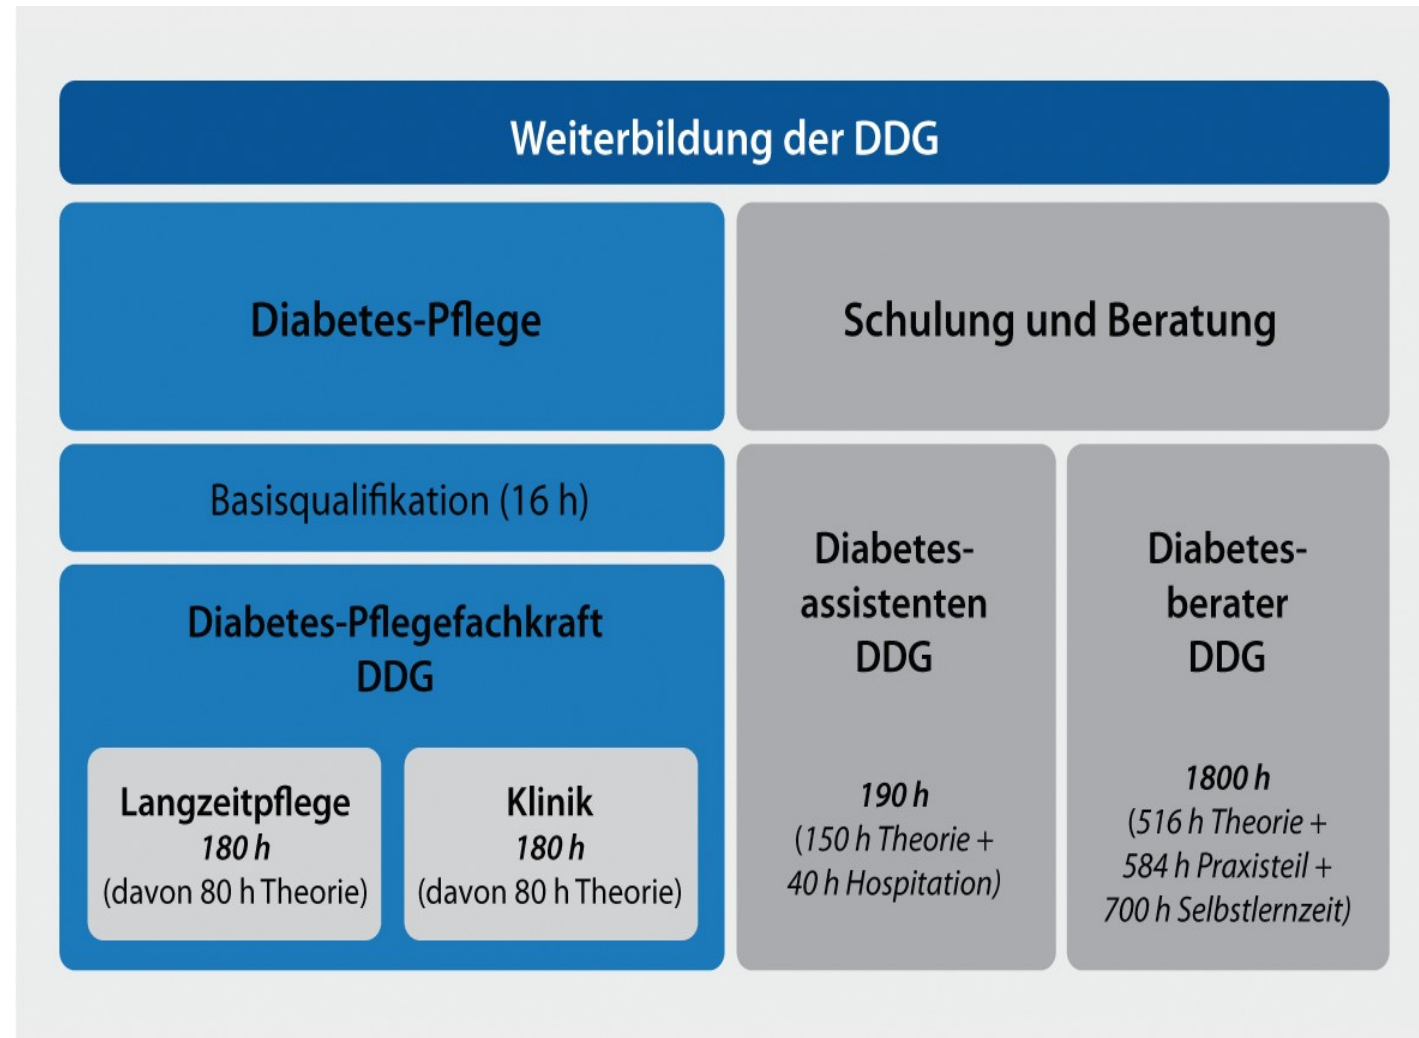 Weiterbildung der DDG
Diabetes-Pflege
Schulung und Beratung
Basisqualifikation (16 h)
Diabetes-Pflegefachkraft
DDG
Langzeitpflege
180 h
(davon 80 h Theorie)
Klinik
180 h
(davon 80 h Theorie)
Diabetes-
assistenten
DDG
190 h
(150 h Theorie +
40 h Hospitation)
Diabetes-
berater
DDG
1800 h
(516 h Theorie +
584 h Praxisteil +
700 h Selbstlernzeit)